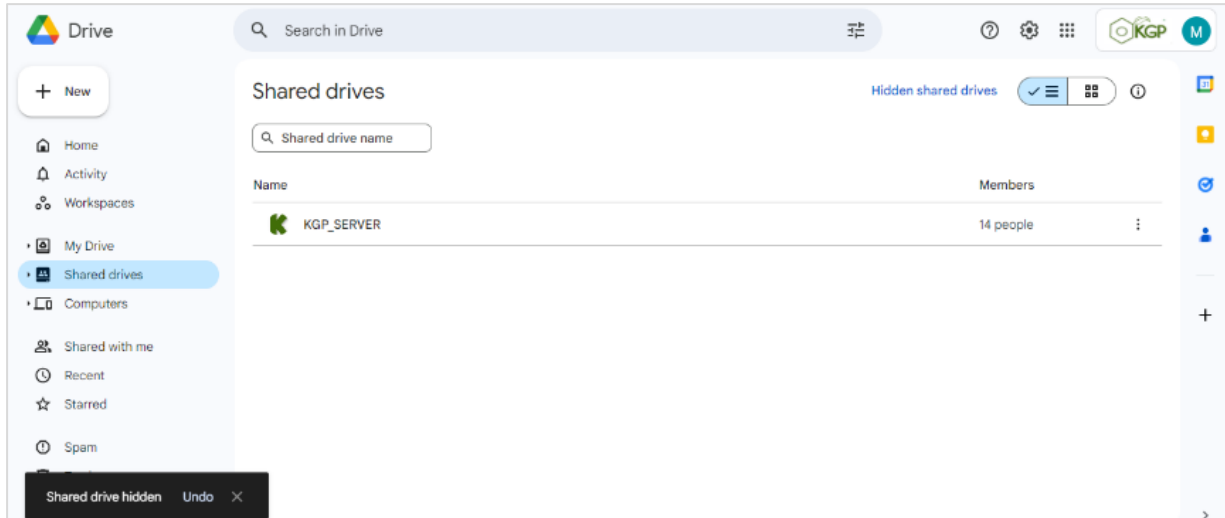 Drive
Search in Drive
KGP
M
New
Shared drives
Hidden shared drives
Shared drive name
Home
Activity
Workspaces
My Drive
Shared drives
Computers
Shared with me
Recent
Starred
Spam
Name
Members
KGP_SERVER
14 people
Shared drive hidden Undo